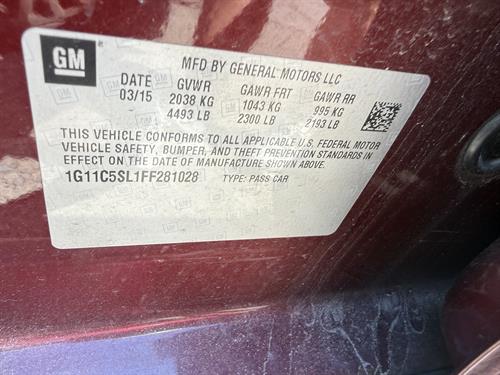 GM
MFD BY GENERAL MOTORS LLC
DATE GVWR GAWR FRT GAWR RR
03/15 2038 KG 1043 KG 995 KG
4493 LB 2300 LB 2193 LB
THIS VEHICLE CONFORMS TO ALL APPLICABLE U.S. FEDERAL MOTOR
VEHICLE SAFETY, BUMPER, AND THEFT PREVENTION STANDARDS IN
EFFECT ON THE DATE OF MANUFACTURE SHOWN ABOVE.
1G11C5SL1FF281028 TYPE: PASS CAR